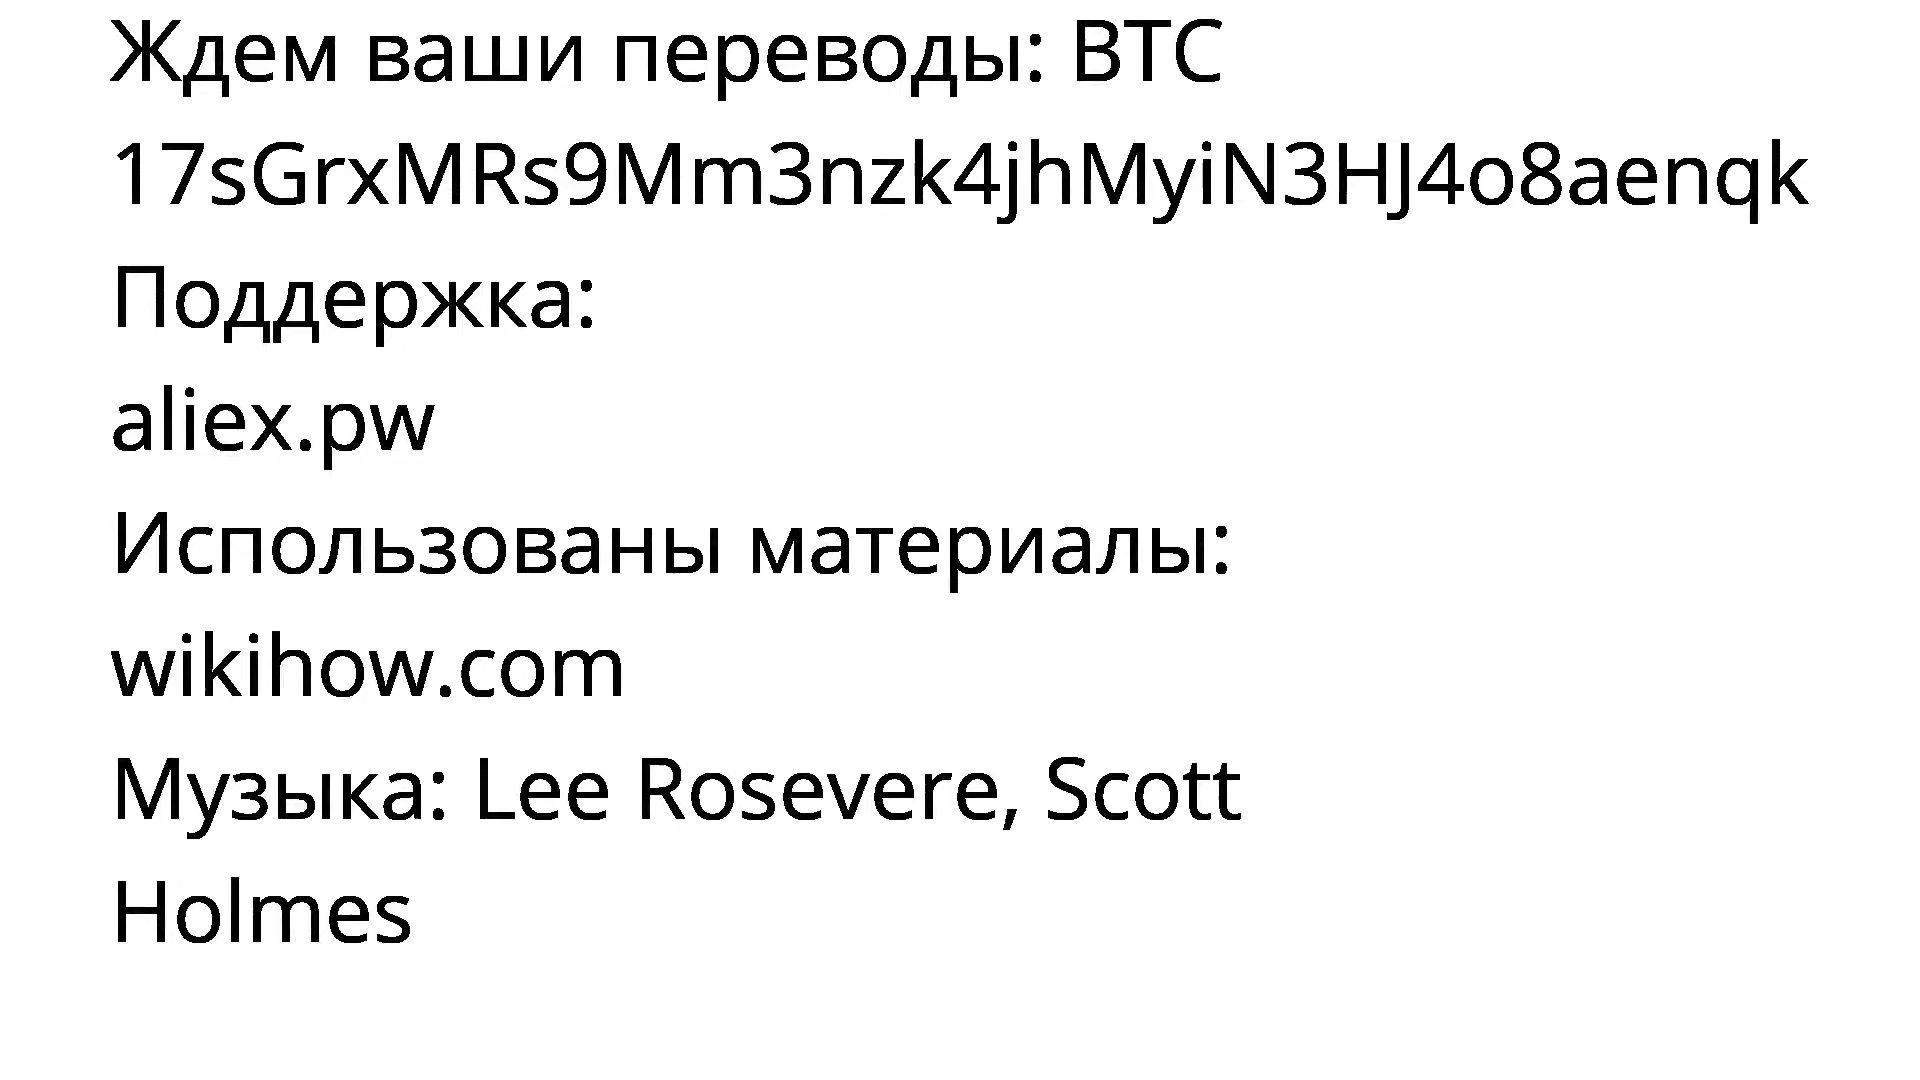 Ждем ваши переводы: BTC
17sGrxMRs9Mm3nzk4jhMyiN3HJ4o8aenqk
Поддержка:
aliex.pw
Использованы материалы:
wikihow.com
Музыка: Lee Rosevere, Scott
Holmes